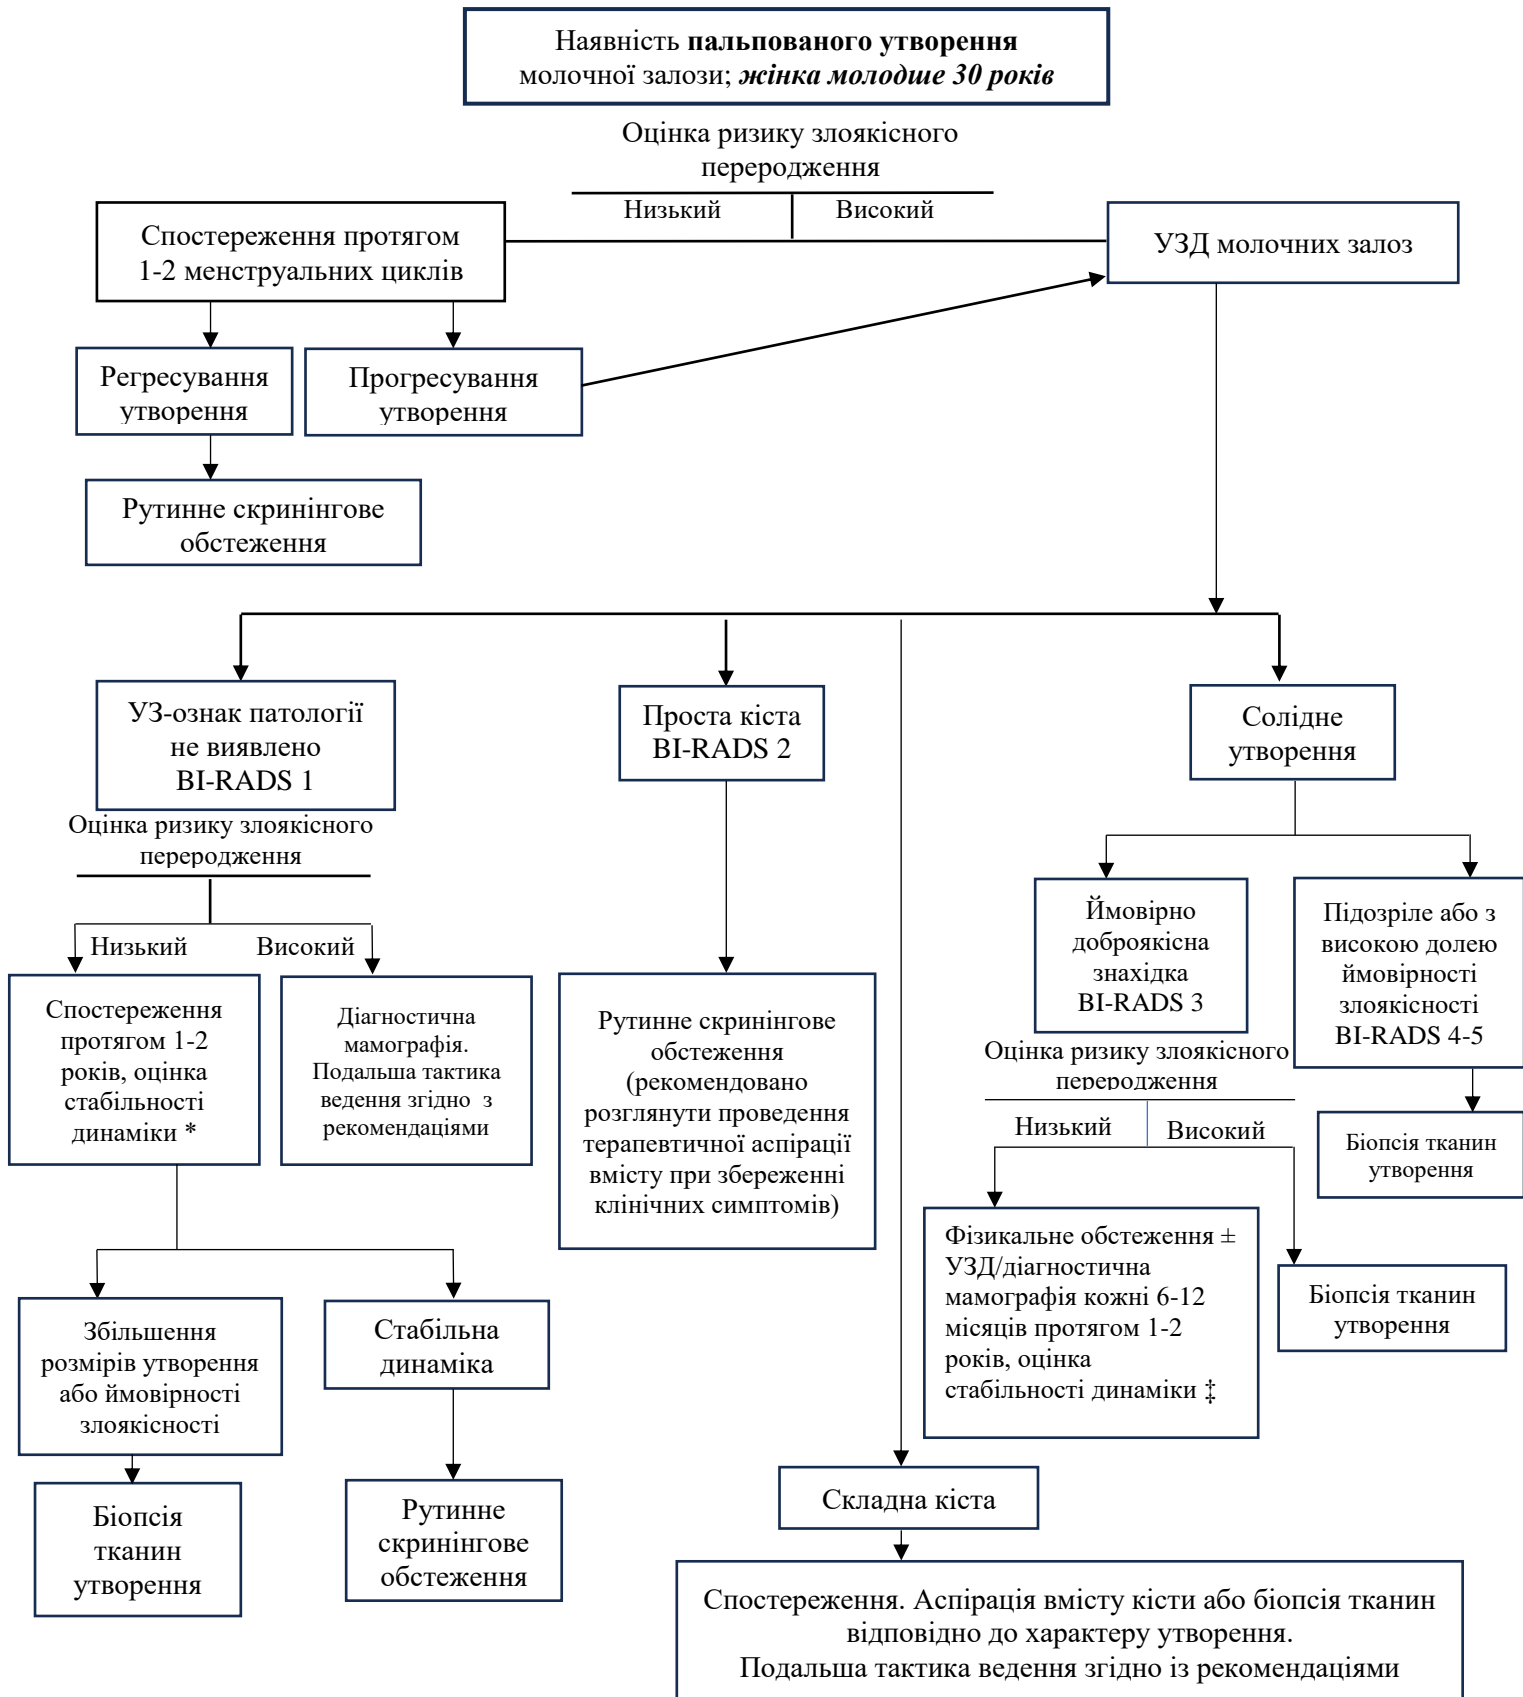 Наявність пальпованого утворення
молочної залози; жінка молодше 30 років
Оцінка ризику злоякісного
переродження
Низький
Високий
Спостереження протягом
1-2 менструальних циклів
УЗД молочних залоз
Регресування
утворення
Прогресування
утворення
Рутинне скринінгове
обстеження
УЗ-ознак патології
не виявлено
BI-RADS 1
Проста кіста
BI-RADS 2
Солідне
утворення
Оцінка ризику злоякісного
переродження
Низький
Високий
Спостереження
протягом 1-2
років, оцінка
стабільності
динаміки *
Діагностична
мамографія.
Подальша тактика
ведення згідно з
рекомендаціями
Рутинне скринінгове
обстеження
(рекомендовано
розглянути проведення
терапевтичної аспірації
вмісту при збереженні
клінічних симптомів)
Ймовірно
доброякісна
знахідка
BI-RADS 3
Підозріле або з
високою долею
ймовірності
злоякісності
BI-RADS 4-5
Оцінка ризику злоякісного
переродження
Низький
Високий
Біопсія тканин
утворення
Фізикальне обстеження ±
УЗД/діагностична
мамографія кожні 6-12
місяців протягом 1-2
років, оцінка
стабільності динаміки ‡
Біопсія тканин
утворення
Збільшення
розмірів утворення
або ймовірності
злоякісності
Стабільна
динаміка
Біопсія
тканин
утворення
Рутинне
скринінгове
обстеження
Складна кіста
Спостереження. Аспірація вмісту кісти або біопсія тканин
відповідно до характеру утворення.
Подальша тактика ведення згідно із рекомендаціями